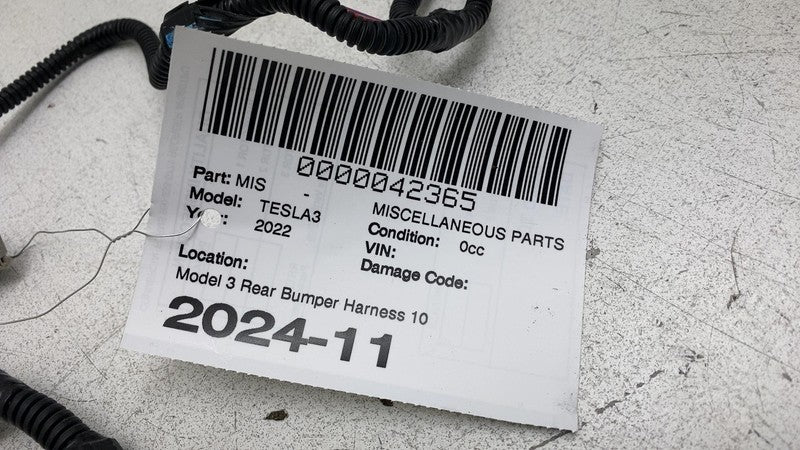 0000042365
Part: MIS - MISCELLANEOUS PARTS
Model: TESLA3 Condition: 0cc
2022 VIN:
Damage Code:
Location:
Model 3 Rear Bumper Harness 10
2024-11